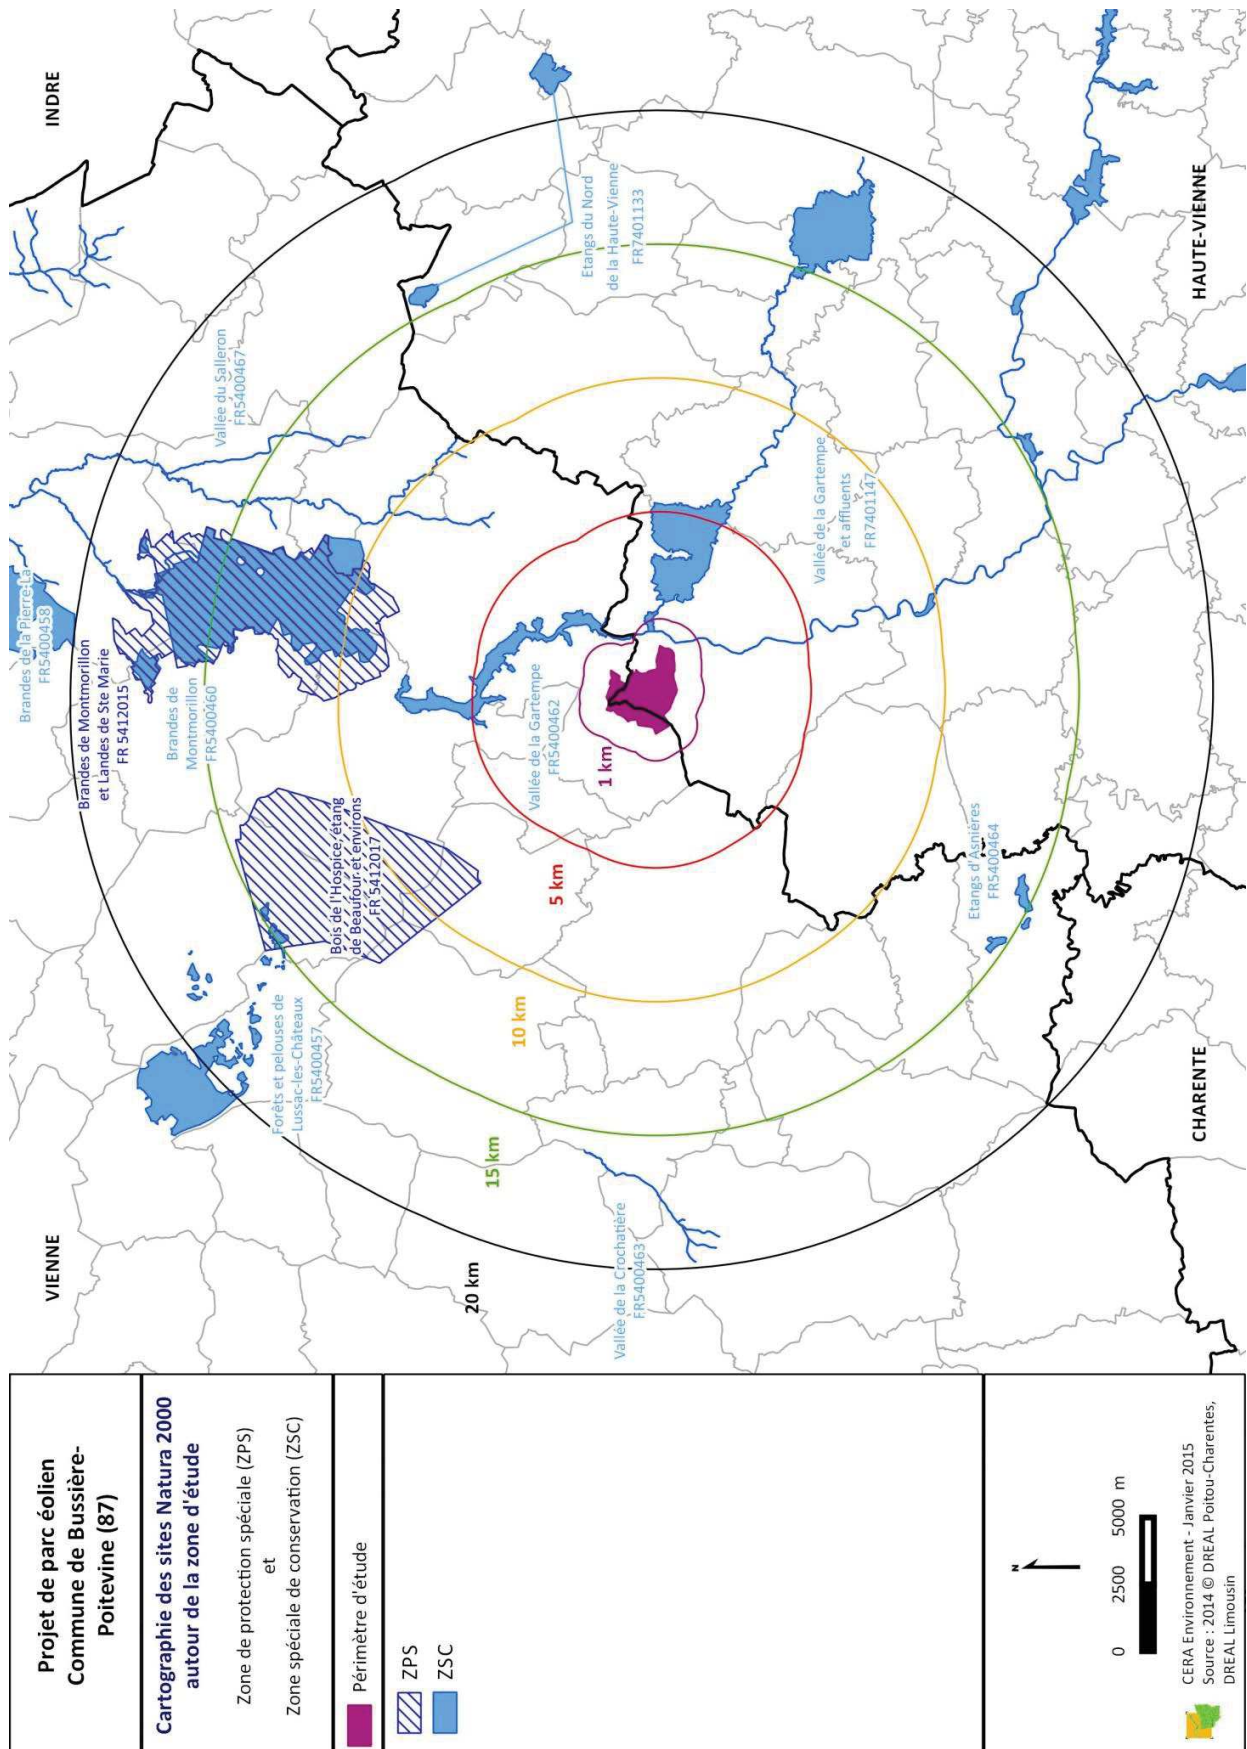 Projet de parc éolien
Commune de Bussière-
Poitevine (87)
Cartographie des sites Natura 2000
autour de la zone d'étude
Zone de protection spéciale (ZPS)
et
Zone spéciale de conservation (ZSC)
Périmètre d'étude
ZPS
ZSC
N
0 2500 5000 m
CERA Environnement - Janvier 2015
Source : 2014 © DREAL Poitou-Charentes,
DREAL Limousin
VIENNE
INDRE
Brandes de la Pierre-La
FR5400458
Brandes de Montmorillon
et Landes de Ste Marie
FR 5412015
Brandes de
Montmorillon
FR5400460
Vallée du Salleron
FR5400467
Forêts et pelouses de
Lussac-les-Châteaux
FR5400457
Bois de l'Hospice, étang
de Beaufour et environs
FR 5412017
Etangs du Nord
de la Haute-Vienne
FR7401133
Vallée de la Gartempe
FR5400462
1 km
5 km
10 km
15 km
20 km
Vallée de la Crochatière
FR5400463
Vallée de la Gartempe
et affluents
FR7401147
Etangs d'Asnières
FR5400464
CHARENTE
HAUTE-VIENNE